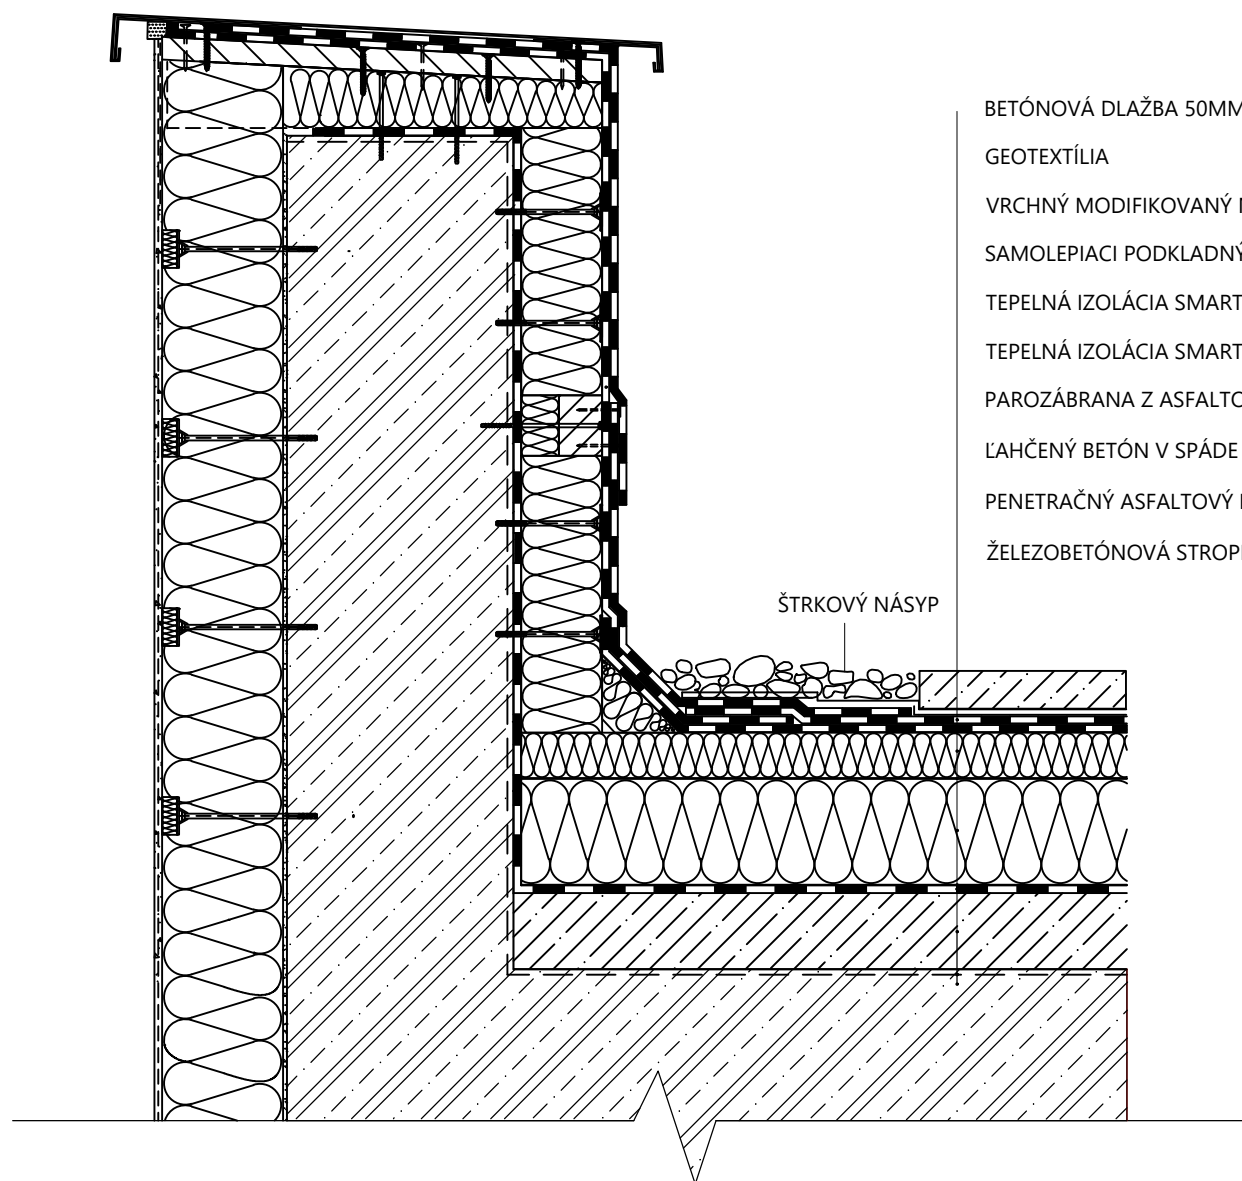 BETÓNOVÁ DLAŽBA 50MM
GEOTEXTÍLIA
VRCHNÝ MODIFIKOVANÝ
SAMOLEPIACI PODKLADNÝ
TEPELNÁ IZOLÁCIA SMART
TEPELNÁ IZOLÁCIA SMART
PAROZÁBRANA Z ASFALTO
ĽAHČENÝ BETÓN V SPÁDE
PENETRAČNÝ ASFALTOVÝ
ŽELEZOBETÓNOVÁ STROP
ŠTRKOVÝ NÁSYP